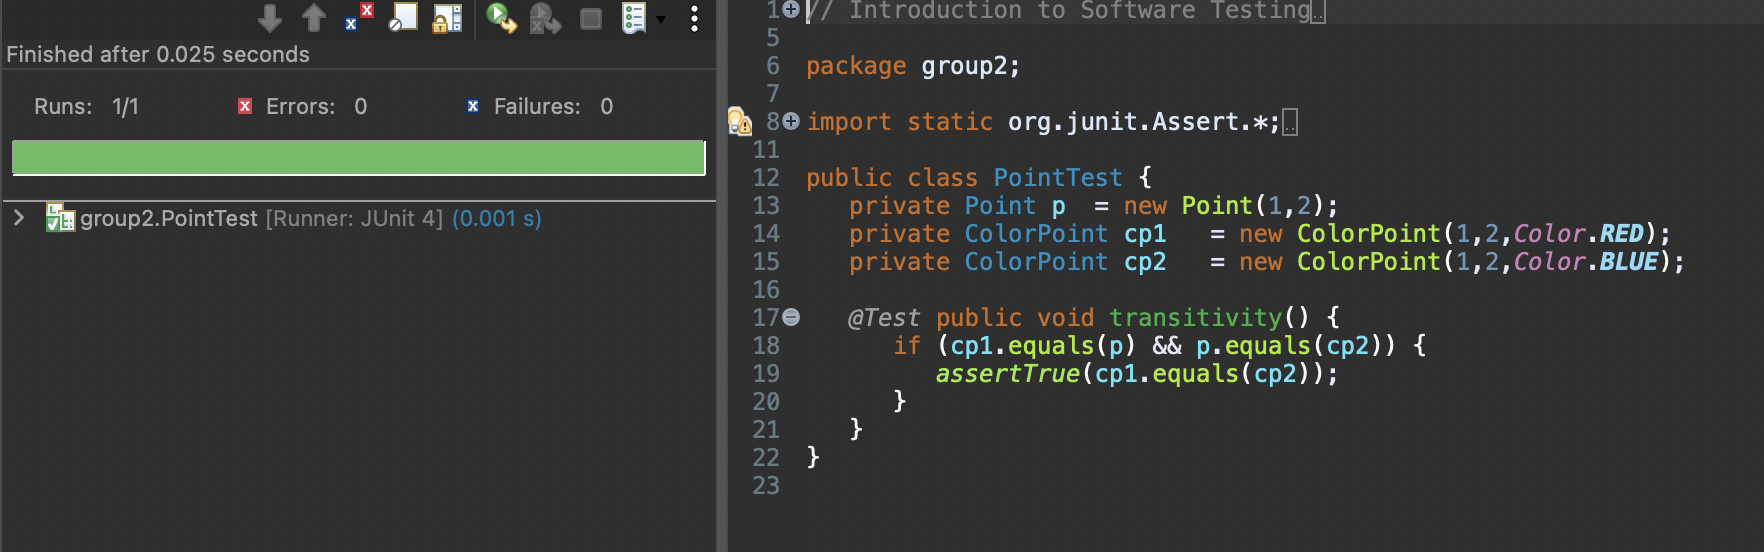 Finished after 0.025 seconds
Runs: 1/1 Errors: 0 Failures: 0
group2.PointTest [Runner: JUnit 4] (0.001 s)
1 // Introduction to Software Testing..
5
6 package group2;
7
8 import static org.junit.Assert.*;..
11
12 public class PointTest {
13 private Point p = new Point(1,2);
14 private ColorPoint cp1 = new ColorPoint(1,2,Color.RED);
15 private ColorPoint cp2 = new ColorPoint(1,2,Color.BLUE);
16
17 @Test public void transitivity() {
18 if (cp1.equals(p) && p.equals(cp2)) {
19 assertTrue(cp1.equals(cp2));
20 }
21 }
22 }
23